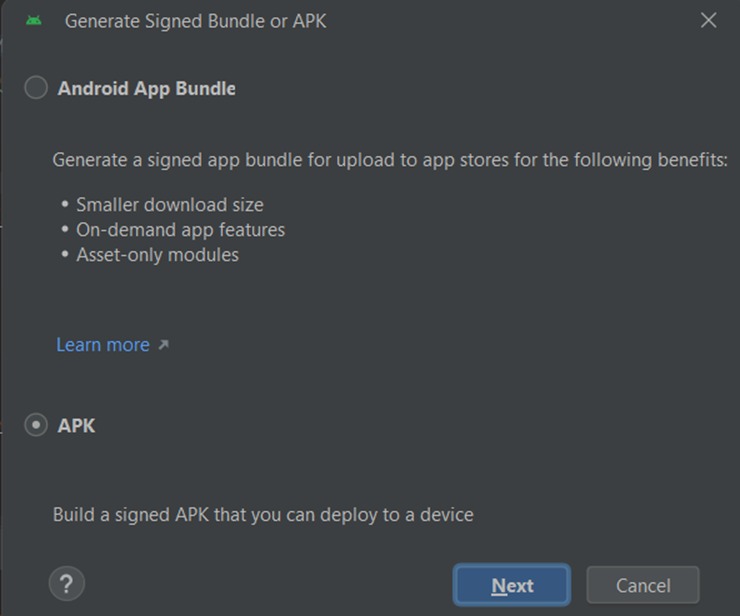 Generate Signed Bundle or APK
Android App Bundle
Generate a signed app bundle for upload to app stores for the following benefits:
• Smaller download size
• On-demand app features
• Asset-only modules
Learn more ↗
APK
Build a signed APK that you can deploy to a device
? Next Cancel